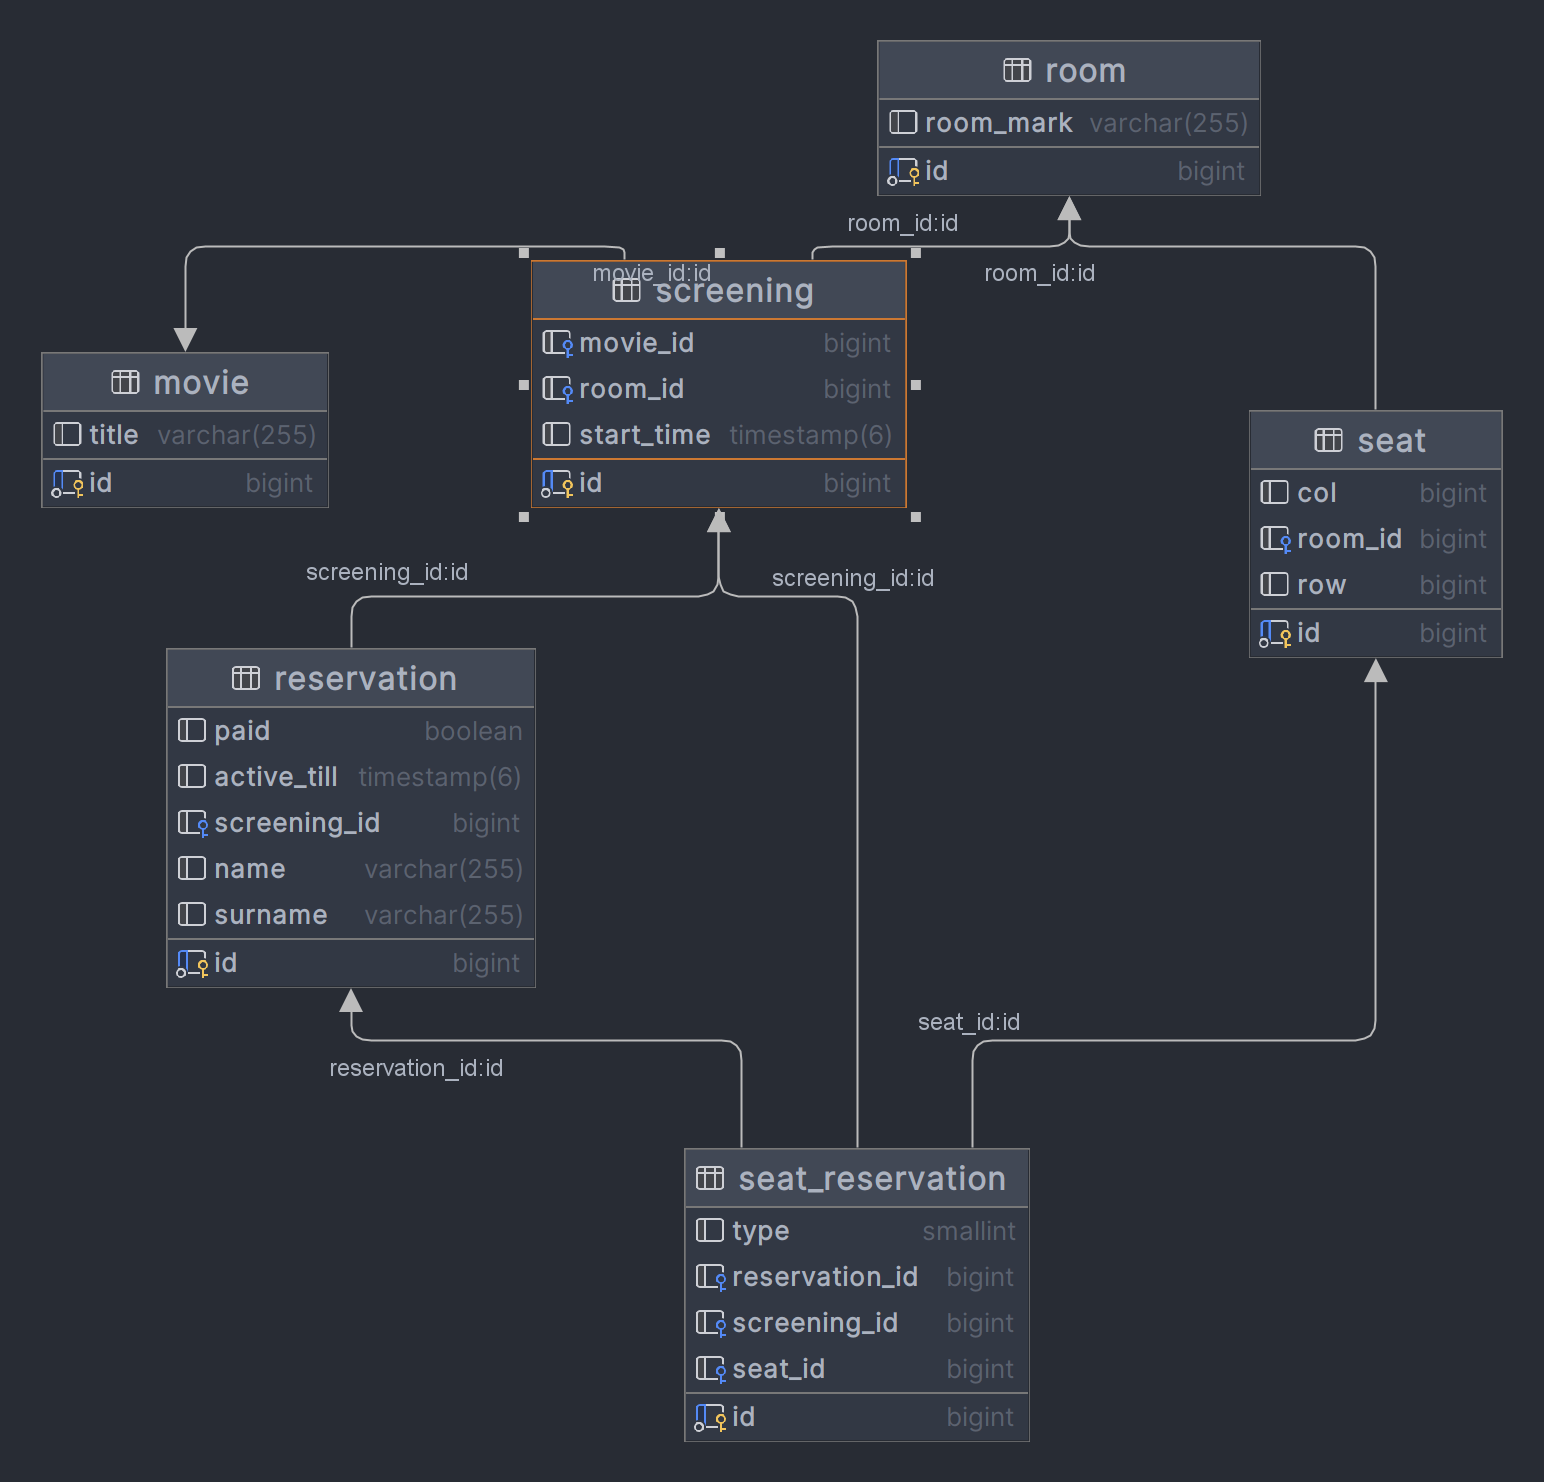 room
room_mark varchar(255)
id bigint
room_id:id
movie_id:id
room_id:id
screening
movie_id bigint
room_id bigint
start_time timestamp(6)
id bigint
movie
title varchar(255)
id bigint
seat
col bigint
room_id bigint
row bigint
id bigint
screening_id:id
screening_id:id
reservation
paid boolean
active_till timestamp(6)
screening_id bigint
name varchar(255)
surname varchar(255)
id bigint
seat_id:id
reservation_id:id
seat_reservation
type smallint
reservation_id bigint
screening_id bigint
seat_id bigint
id bigint